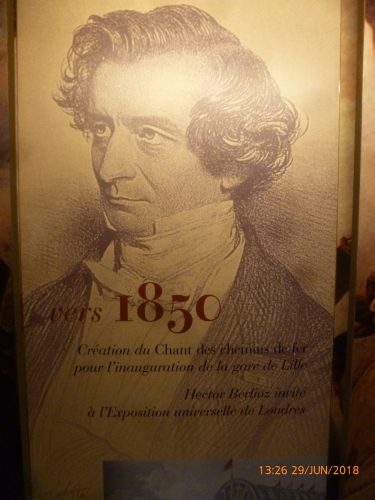 vers 1850
Création du Chant des chemins de fer
pour l'inauguration de la gare de Lille
Hector Berlioz invité
à l'Exposition universelle de Londres
13:26 29/JUN/2018